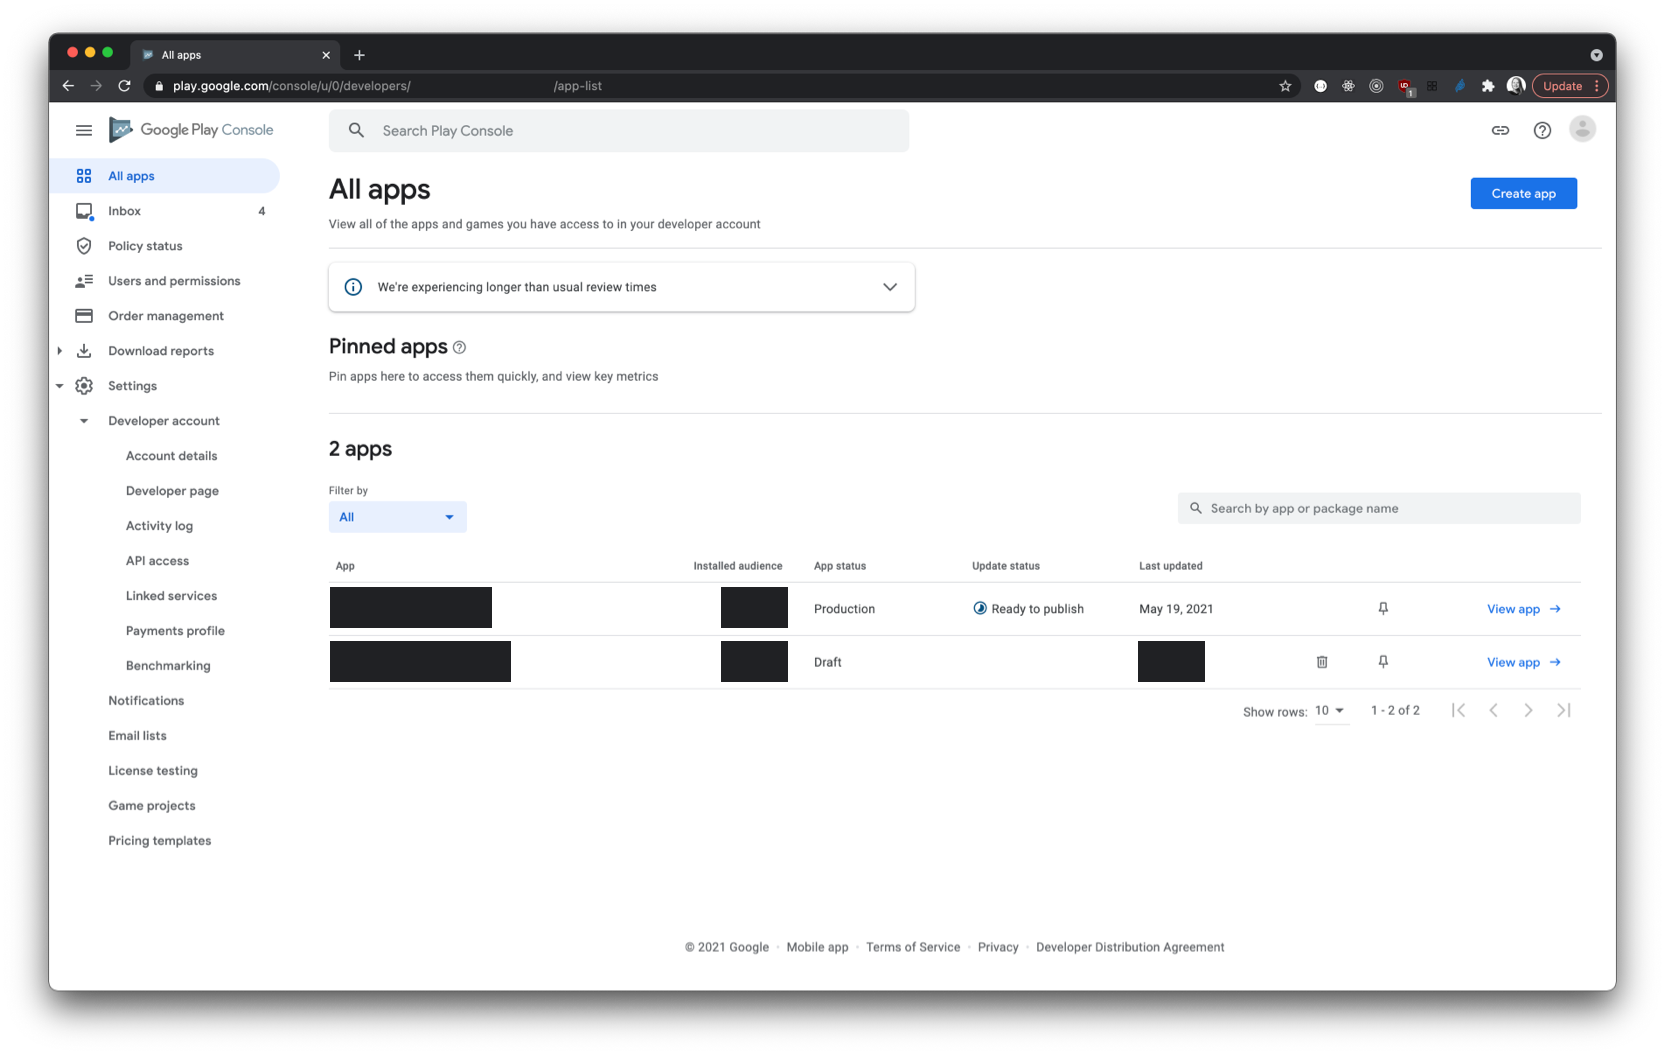 All apps
play.google.com/console/u/0/developers/ /app-list
1
Update
Google Play Console
Search Play Console
All apps
Inbox 4
Policy status
Users and permissions
Order management
Download reports
Settings
Developer account
Account details
Developer page
Activity log
API access
Linked services
Payments profile
Benchmarking
Notifications
Email lists
License testing
Game projects
Pricing templates
All apps
Create app
View all of the apps and games you have access to in your developer account
We're experiencing longer than usual review times
Pinned apps
Pin apps here to access them quickly, and view key metrics
2 apps
Filter by
All
Search by app or package name
App Installed audience App status Update status Last updated
Production Ready to publish May 19, 2021 View app
Draft View app
Show rows: 10 1 - 2 of 2
© 2021 Google · Mobile app · Terms of Service · Privacy · Developer Distribution Agreement